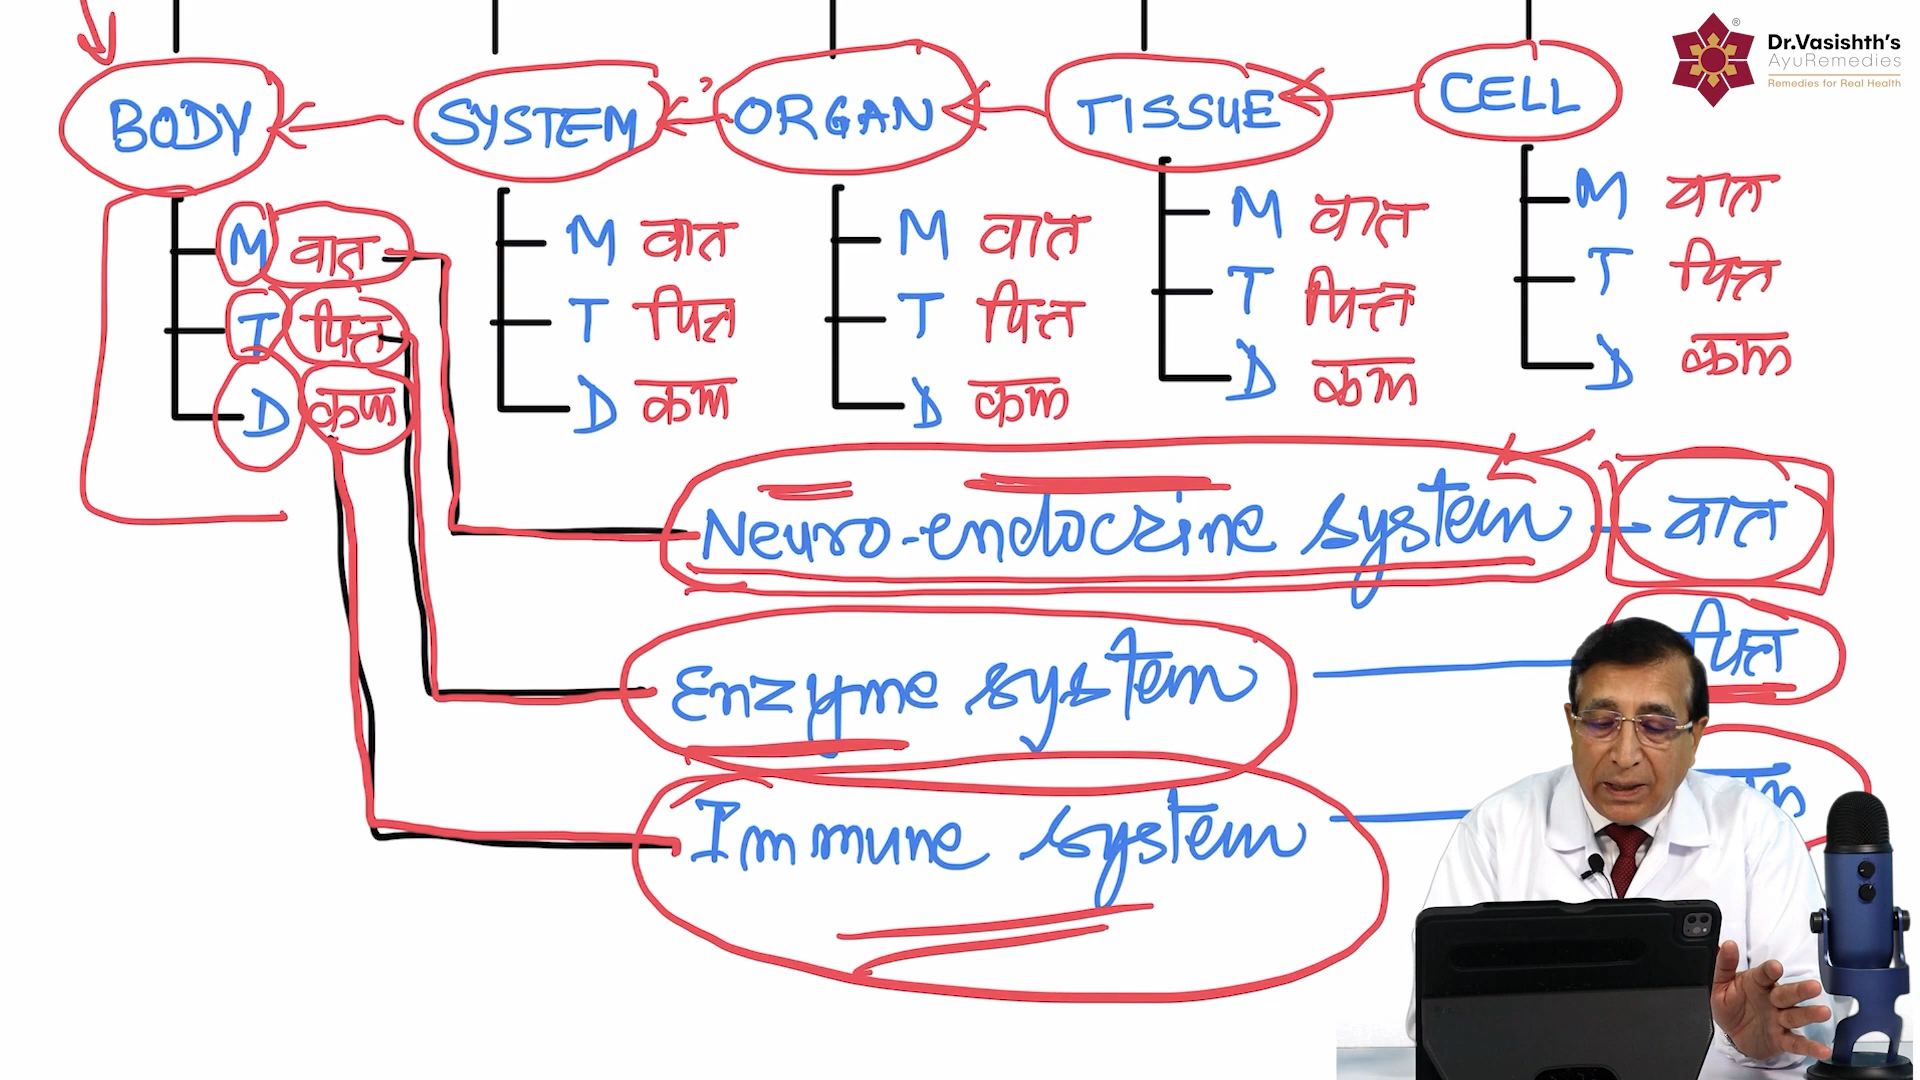 ®
Dr.Vasishth's
AyuRemedies
Remedies for Real Health
BODY SYSTEM ? ORGAN TISSUE CELL
M वात M वात M वात M वात M वात
T पित्त T पित्त T पित्त T पित्त T पित्त
D कफ D कफ D कफ D कफ D कफ
Neuro-endocrine system वात
Enzyme system पित्त
Immune system